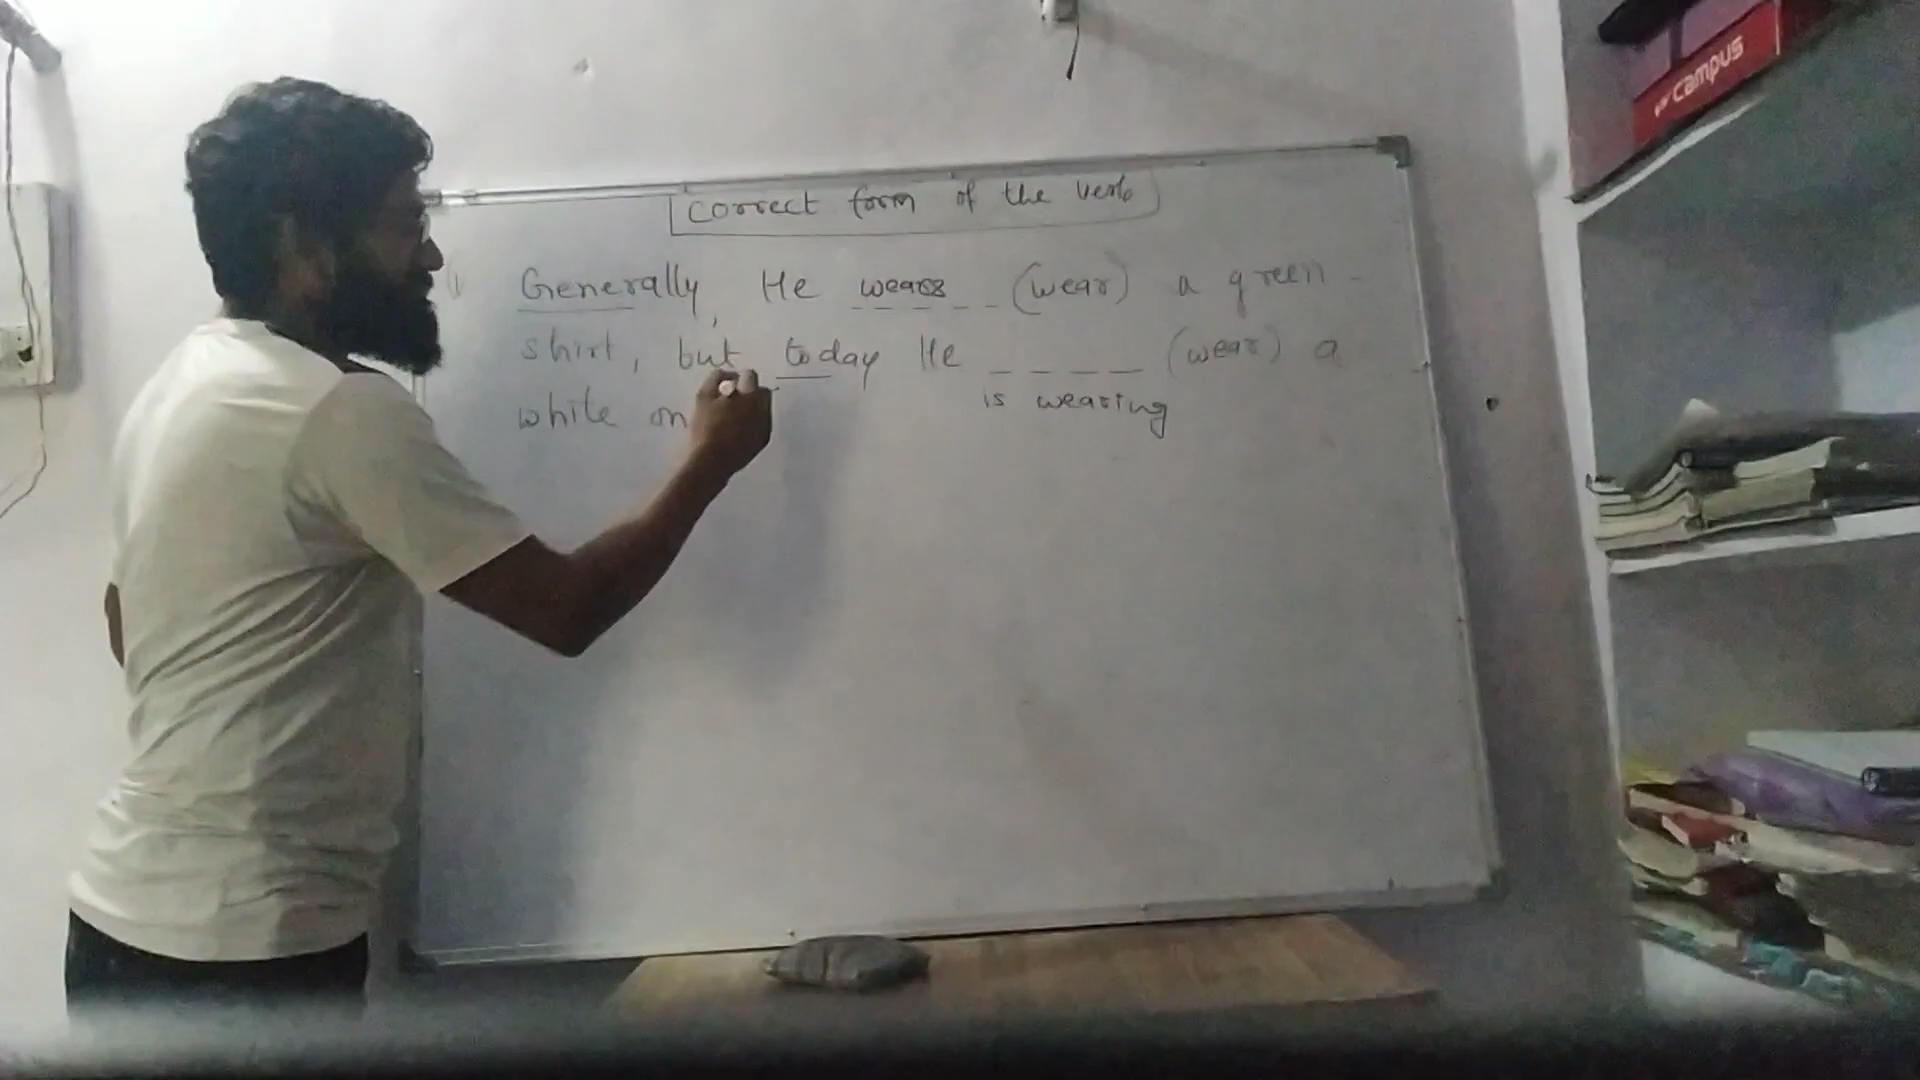 correct form of the verb
1 Generally, He wears _ _ _ _ (wear) a green
shirt, but today He _ _ _ _ (wear) a
is wearing
white on
campus